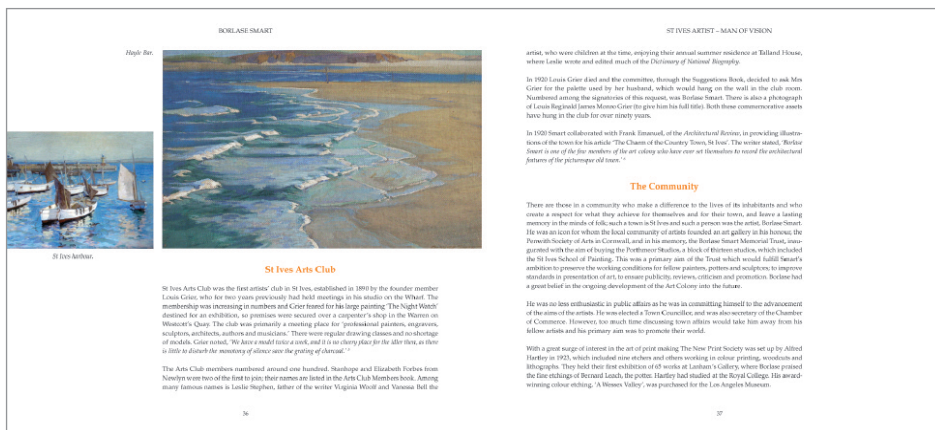 BORLASE SMART
Hayle Bar.
St Ives harbour.
St Ives Arts Club
St Ives Arts Club was the first artists' club in St Ives, established in 1890 by the founder member
Louis Grier, who for two years previously had held meetings in his studio on the Wharf. The
membership was increasing in numbers and Grier feared for his large painting 'The Night Watch'
destined for an exhibition, so premises were secured over a carpenter's shop in the Warren on
Westcott's Quay. The club was primarily a meeting place for 'professional painters, engravers,
sculptors, architects, authors and musicians.' There were regular drawing classes and no shortage
of models. Grier noted, 'We have a model twice a week, and it is no cheery place for the idler then, as there
is little to disturb the monotony of silence save the grating of charcoal.'
The Arts Club members numbered around one hundred. Stanhope and Elizabeth Forbes from
Newlyn were two of the first to join; their names are listed in the Arts Club Members book. Among
many famous names is Leslie Stephen, father of the writer Virginia Woolf and Vanessa Bell the
36
ST IVES ARTIST – MAN OF VISION
artist, who were children at the time, enjoying their annual summer residence at Talland House,
where Leslie wrote and edited much of the Dictionary of National Biography.
In 1920 Louis Grier died and the committee, through the Suggestions Book, decided to ask Mrs
Grier for the palette used by her husband, which would hang on the wall in the club room.
Numbered among the signatories of this request, was Borlase Smart. There is also a photograph
of Louis Reginald James Monro Grier (to give him his full title). Both these commemorative assets
have hung in the club for over ninety years.
In 1920 Smart collaborated with Frank Emanuel, of the Architectural Review, in providing illustra-
tions of the town for his article 'The Charm of the Country Town, St Ives'. The writer stated, 'Borlase
Smart is one of the few members of the art colony who have ever set themselves to record the architectural
features of the picturesque old town.'
The Community
There are those in a community who make a difference to the lives of its inhabitants and who
create a respect for what they achieve for themselves and for their town, and leave a lasting
memory in the minds of folk; such a town is St Ives and such a person was the artist, Borlase Smart.
He was an icon for whom the local community of artists founded an art gallery in his honour, the
Penwith Society of Arts in Cornwall, and in his memory, the Borlase Smart Memorial Trust, inau-
gurated with the aim of buying the Porthmeor Studios, a block of thirteen studios, which included
the St Ives School of Painting. This was a primary aim of the Trust which would fulfill Smart's
ambition to preserve the working conditions for fellow painters, potters and sculptors; to improve
standards in presentation of art, to ensure publicity, reviews, criticism and promotion. Borlase had
a great belief in the ongoing development of the Art Colony into the future.
He was no less enthusiastic in public affairs as he was in committing himself to the advancement
of the aims of the artists. He was elected a Town Councillor, and was also secretary of the Chamber
of Commerce. However, too much time discussing town affairs would take him away from his
fellow artists and his primary aim was to promote their world.
With a great surge of interest in the art of print making The New Print Society was set up by Alfred
Hartley in 1923, which included nine etchers and others working in colour printing, woodcuts and
lithographs. They held their first exhibition of 65 works at Lanham's Gallery, where Borlase praised
the fine etchings of Bernard Leach, the potter. Hartley had studied at the Royal College. His award-
winning colour etching, 'A Wessex Valley', was purchased for the Los Angeles Museum.
37